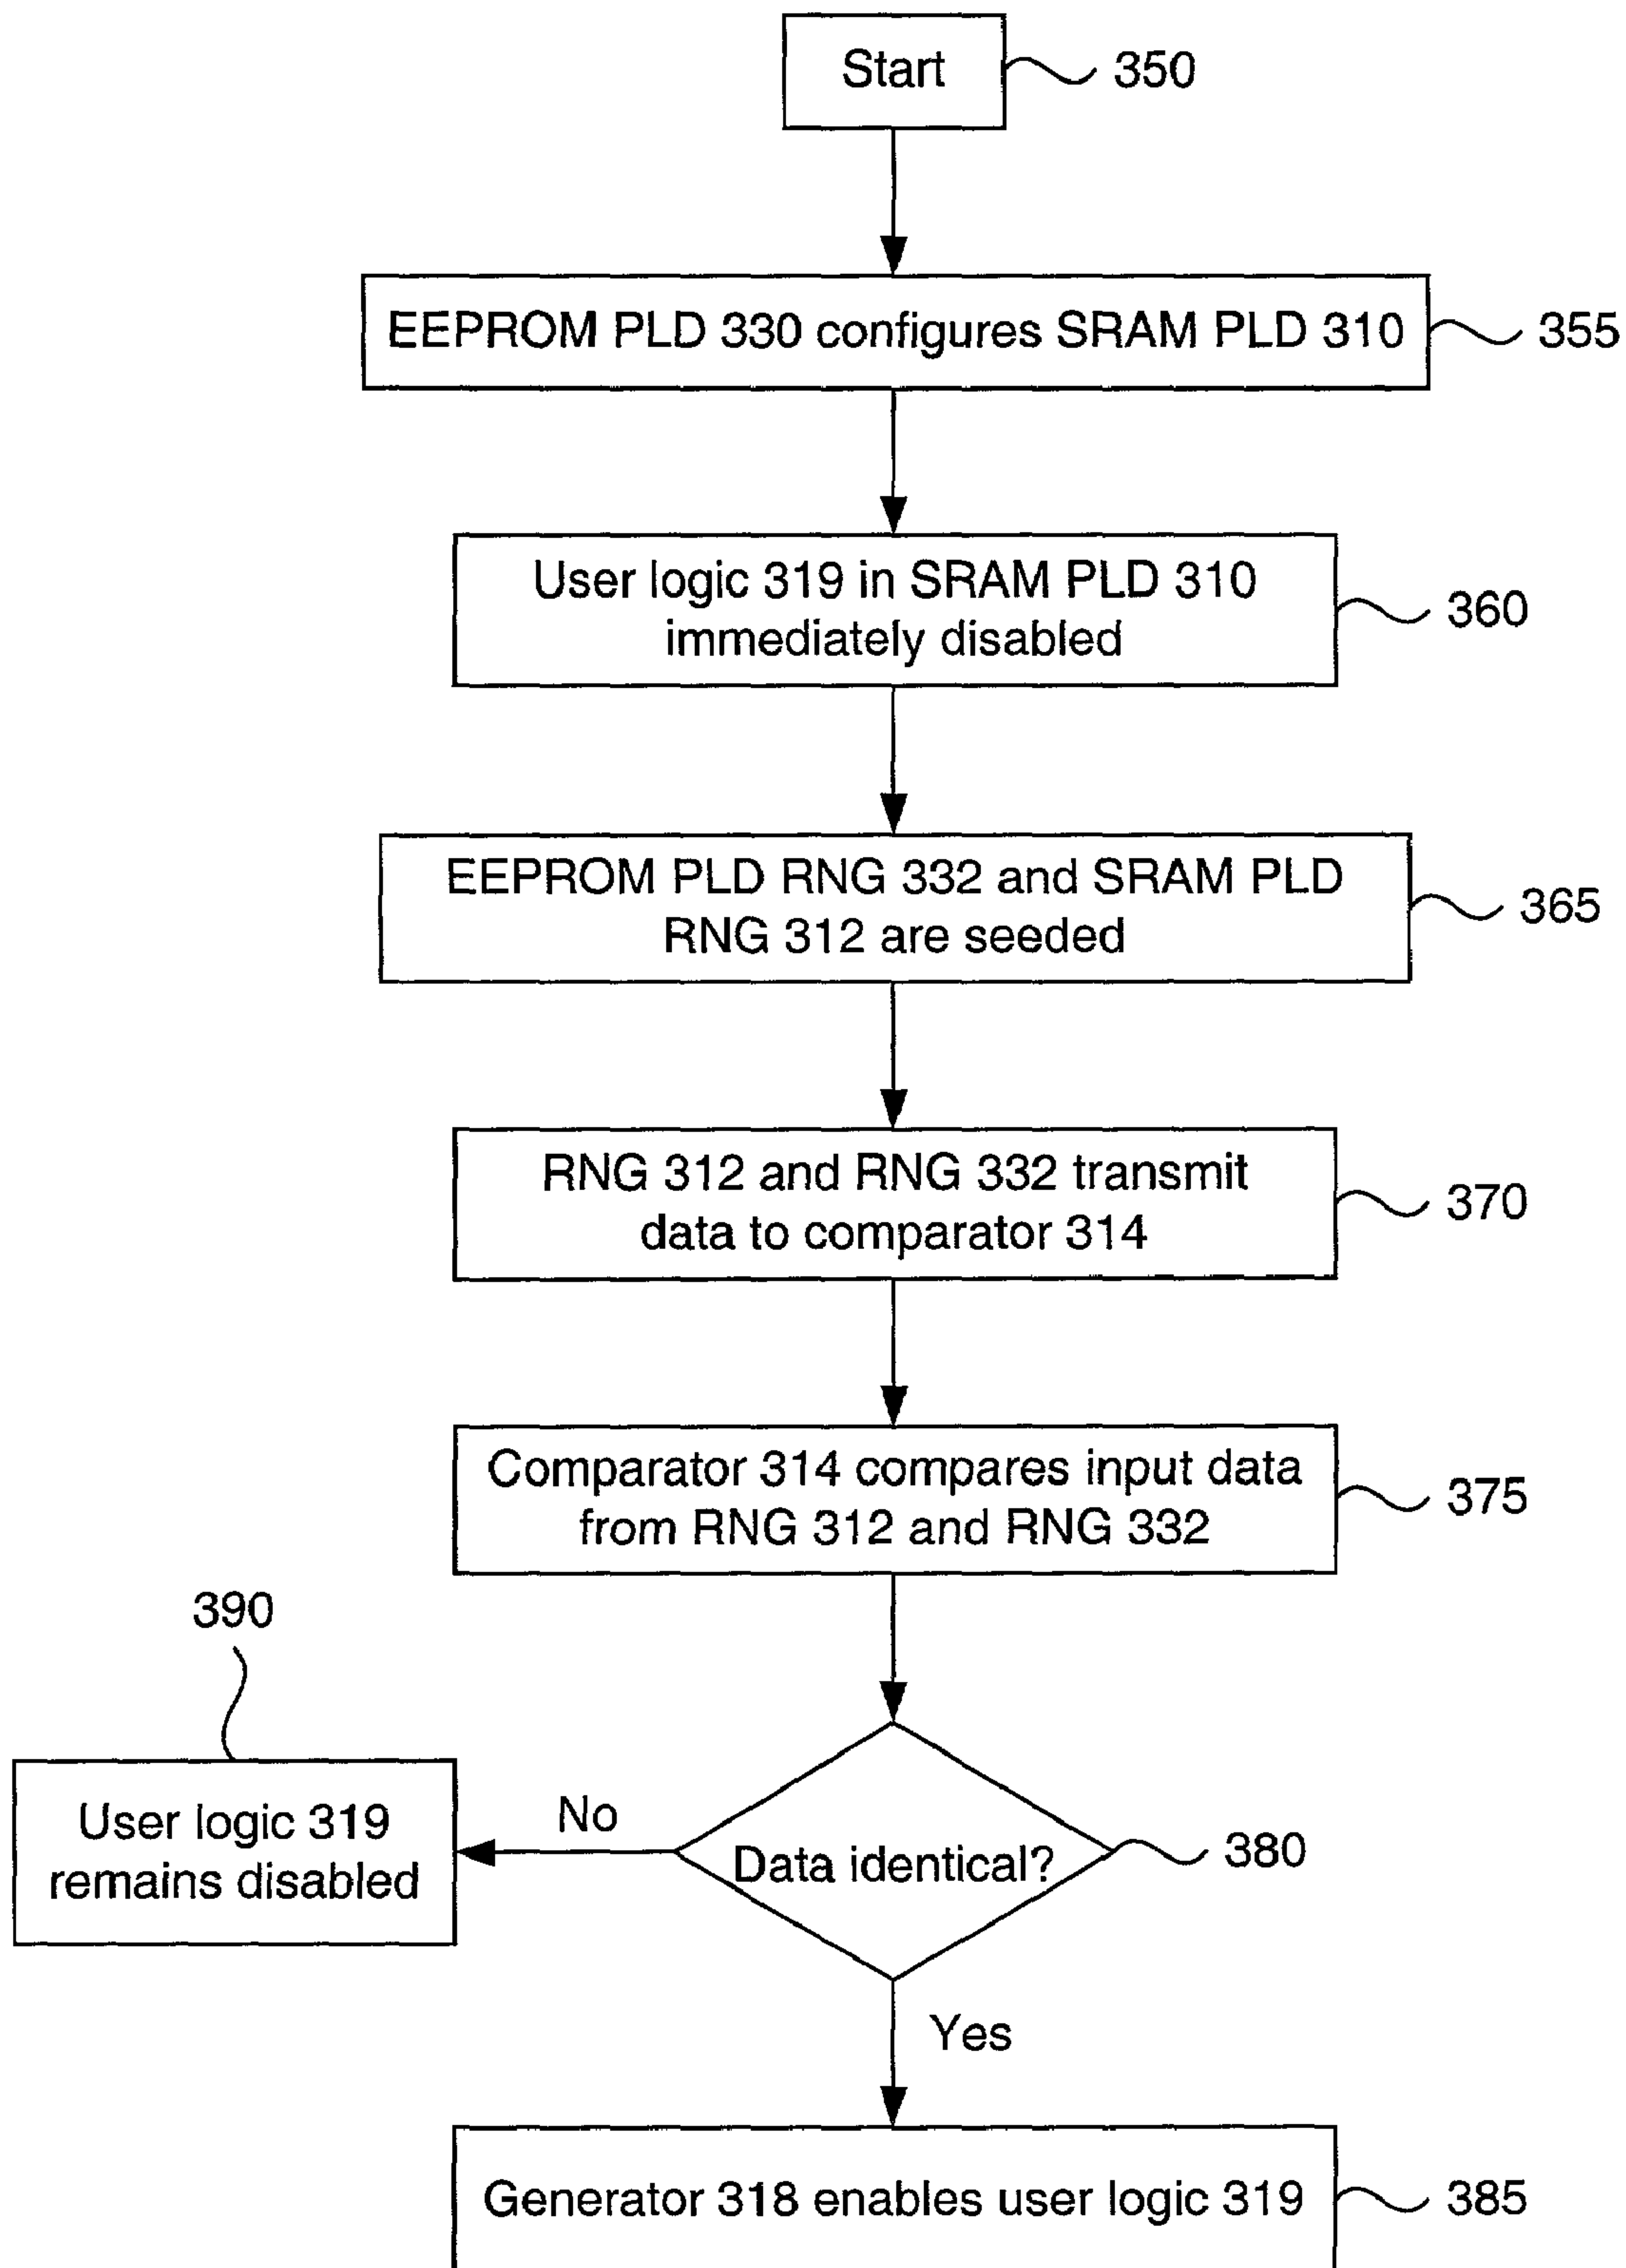 Start
350
EEPROM PLD 330 configures SRAM PLD 310
355
User logic 319 in SRAM PLD 310
immediately disabled
360
EEPROM PLD RNG 332 and SRAM PLD
RNG 312 are seeded
365
RNG 312 and RNG 332 transmit
data to comparator 314
370
Comparator 314 compares input data
from RNG 312 and RNG 332
375
390
User logic 319
remains disabled
No
Data identical?
380
Yes
Generator 318 enables user logic 319
385